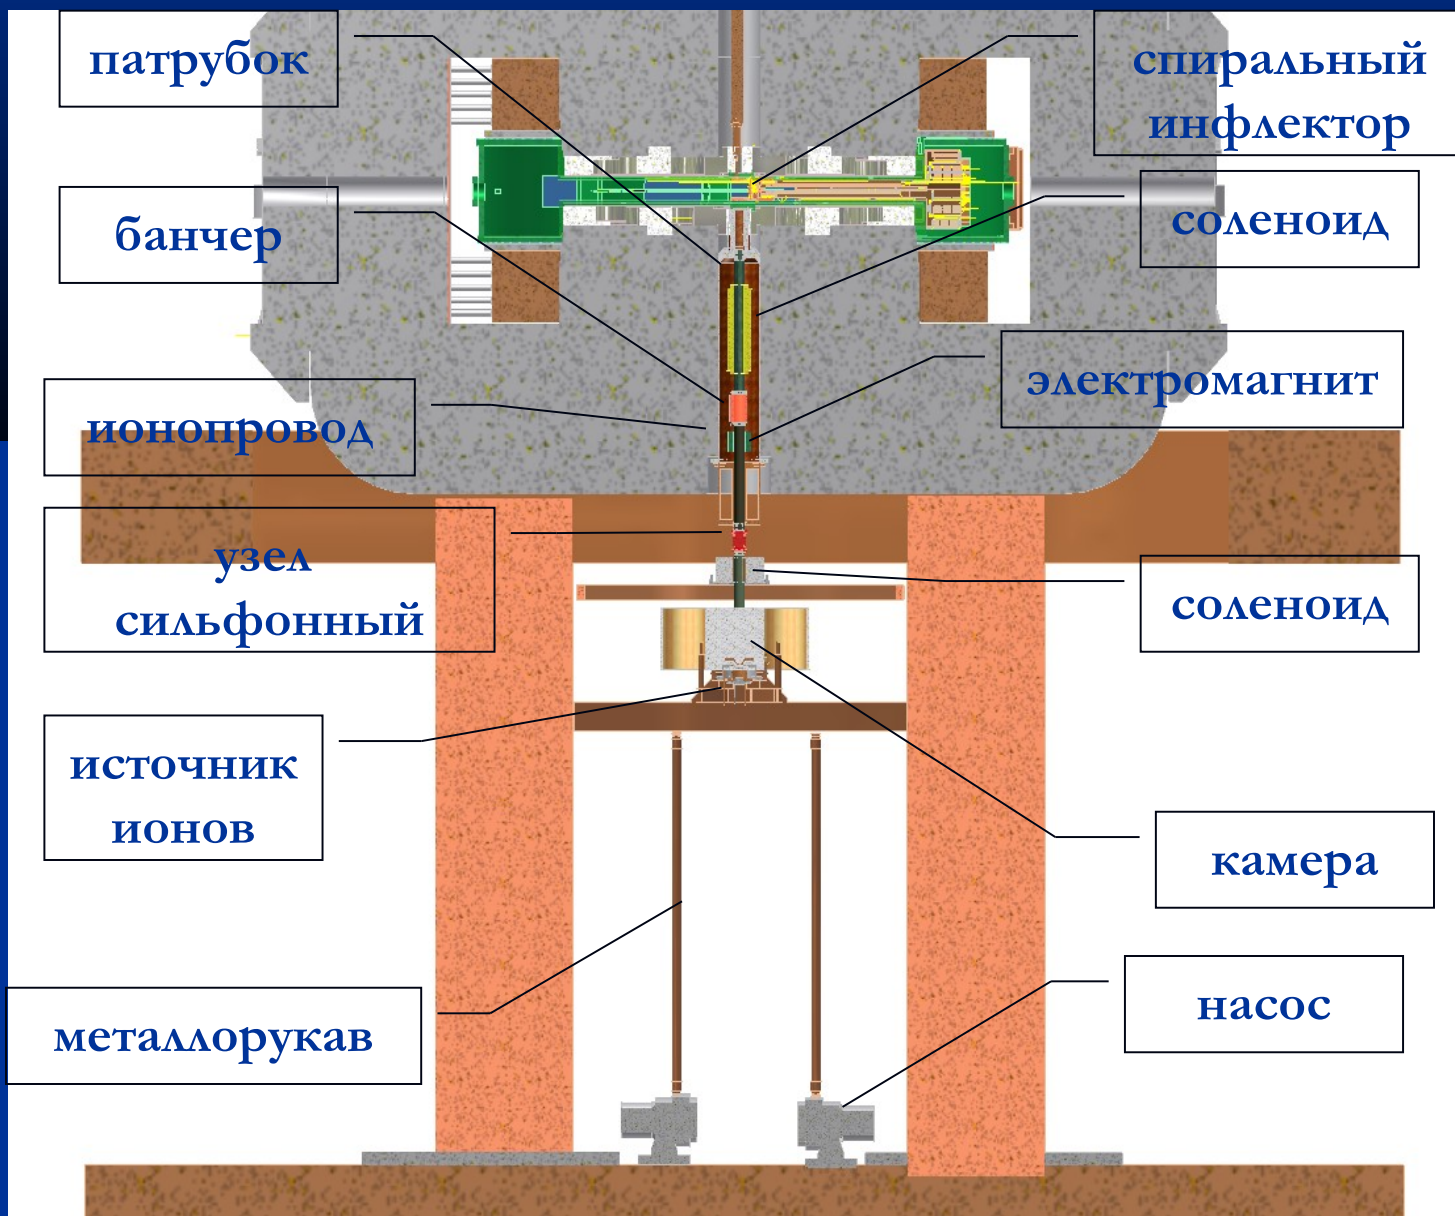 патрубок
спиральный
инфлектор
банчер
соленоид
электромагнит
ионопровод
узел
сильфонный
соленоид
источник
ионов
камера
насос
металлорукав